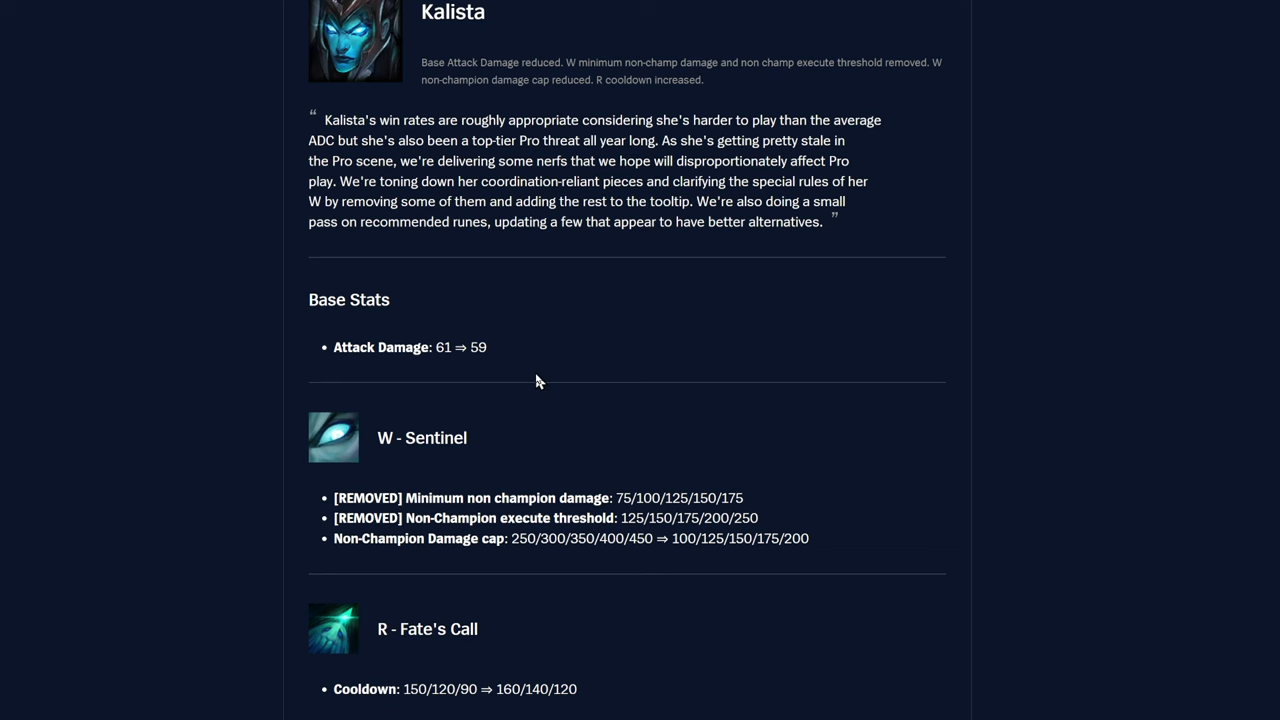 Kalista
Base Attack Damage reduced. W minimum non-champ damage and non champ execute threshold removed. W
non-champion damage cap reduced. R cooldown increased.
“ Kalista's win rates are roughly appropriate considering she's harder to play than the average
ADC but she's also been a top-tier Pro threat all year long. As she's getting pretty stale in
the Pro scene, we're delivering some nerfs that we hope will disproportionately affect Pro
play. We're toning down her coordination-reliant pieces and clarifying the special rules of her
W by removing some of them and adding the rest to the tooltip. We're also doing a small
pass on recommended runes, updating a few that appear to have better alternatives. ”
Base Stats
• Attack Damage: 61 ⇒ 59
W - Sentinel
• [REMOVED] Minimum non champion damage: 75/100/125/150/175
• [REMOVED] Non-Champion execute threshold: 125/150/175/200/250
• Non-Champion Damage cap: 250/300/350/400/450 ⇒ 100/125/150/175/200
R - Fate's Call
• Cooldown: 150/120/90 ⇒ 160/140/120